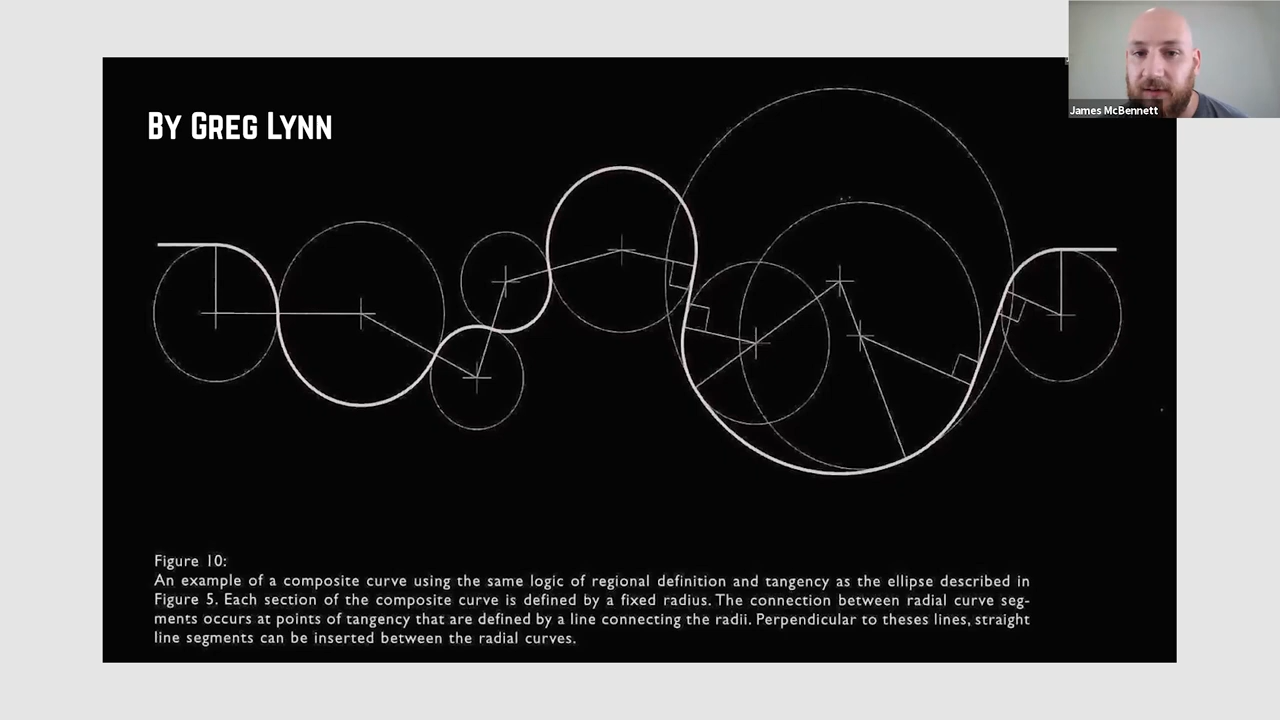 James McBennett
BY GREG LYNN
Figure 10:
An example of a composite curve using the same logic of regional definition and tangency as the ellipse described in
Figure 5. Each section of the composite curve is defined by a fixed radius. The connection between radial curve seg-
ments occurs at points of tangency that are defined by a line connecting the radii. Perpendicular to theses lines, straight
line segments can be inserted between the radial curves.